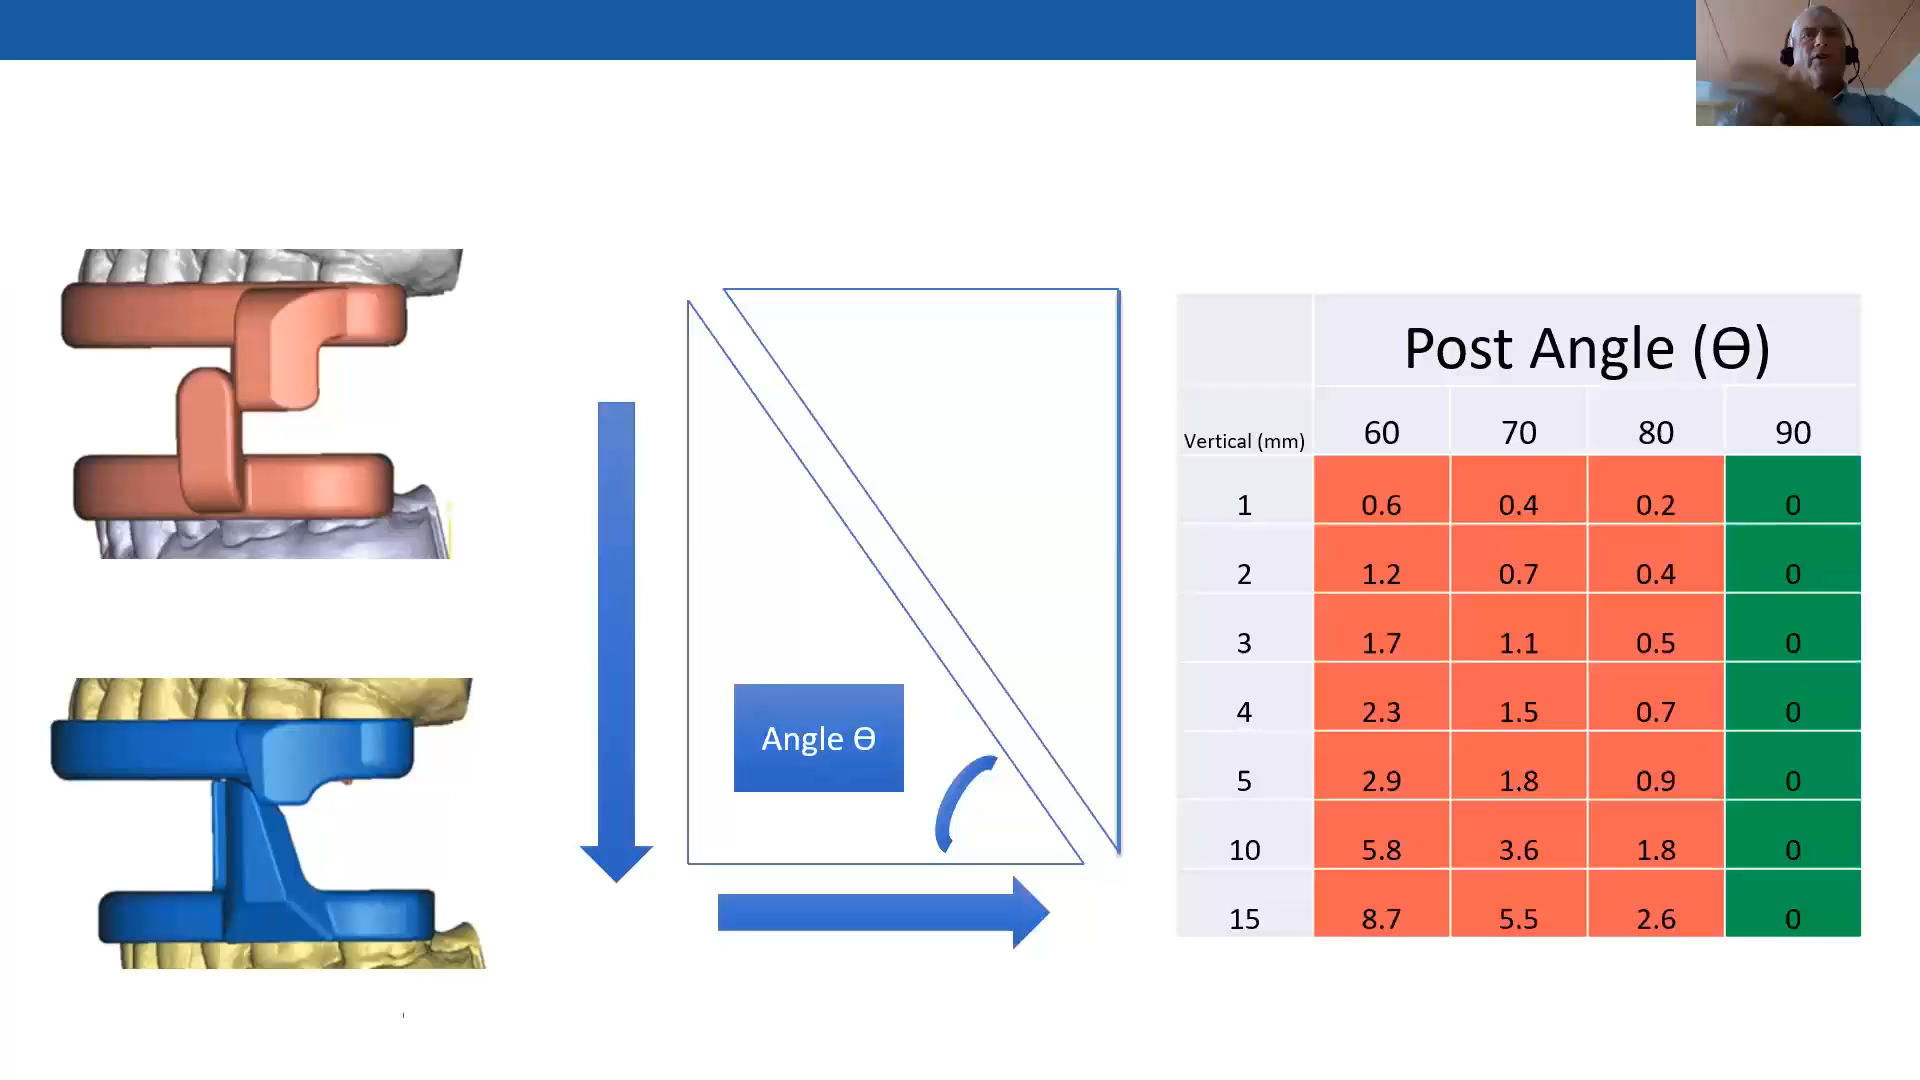 Angle Ɵ
Post Angle (Ɵ)
Vertical (mm) 60 70 80 90
1 0.6 0.4 0.2 0
2 1.2 0.7 0.4 0
3 1.7 1.1 0.5 0
4 2.3 1.5 0.7 0
5 2.9 1.8 0.9 0
10 5.8 3.6 1.8 0
15 8.7 5.5 2.6 0